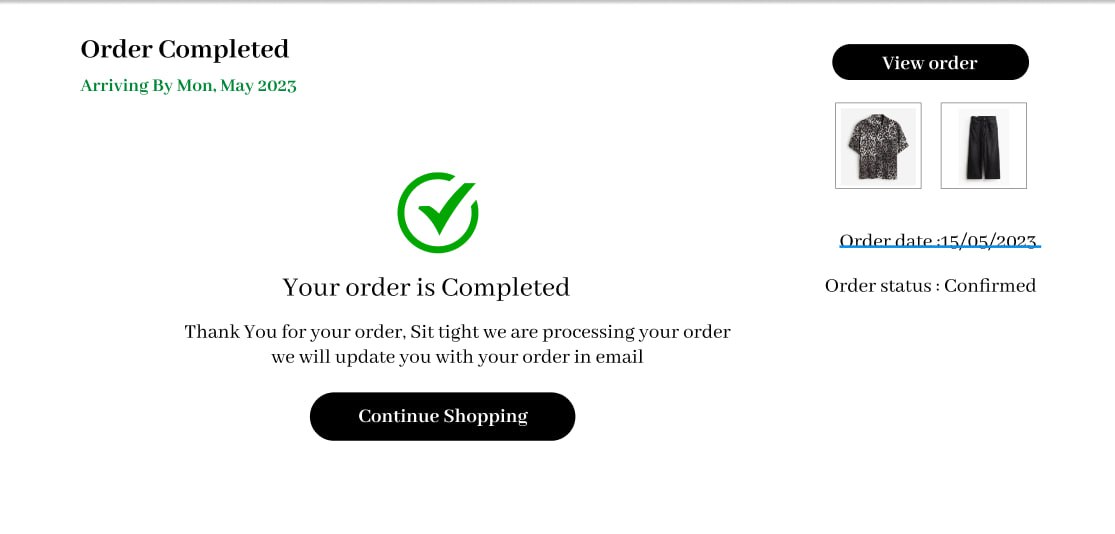 Order Completed
Arriving By Mon, May 2023
View order
Order date :15/05/2023
Order status : Confirmed
Your order is Completed
Thank You for your order, Sit tight we are processing your order
we will update you with your order in email
Continue Shopping